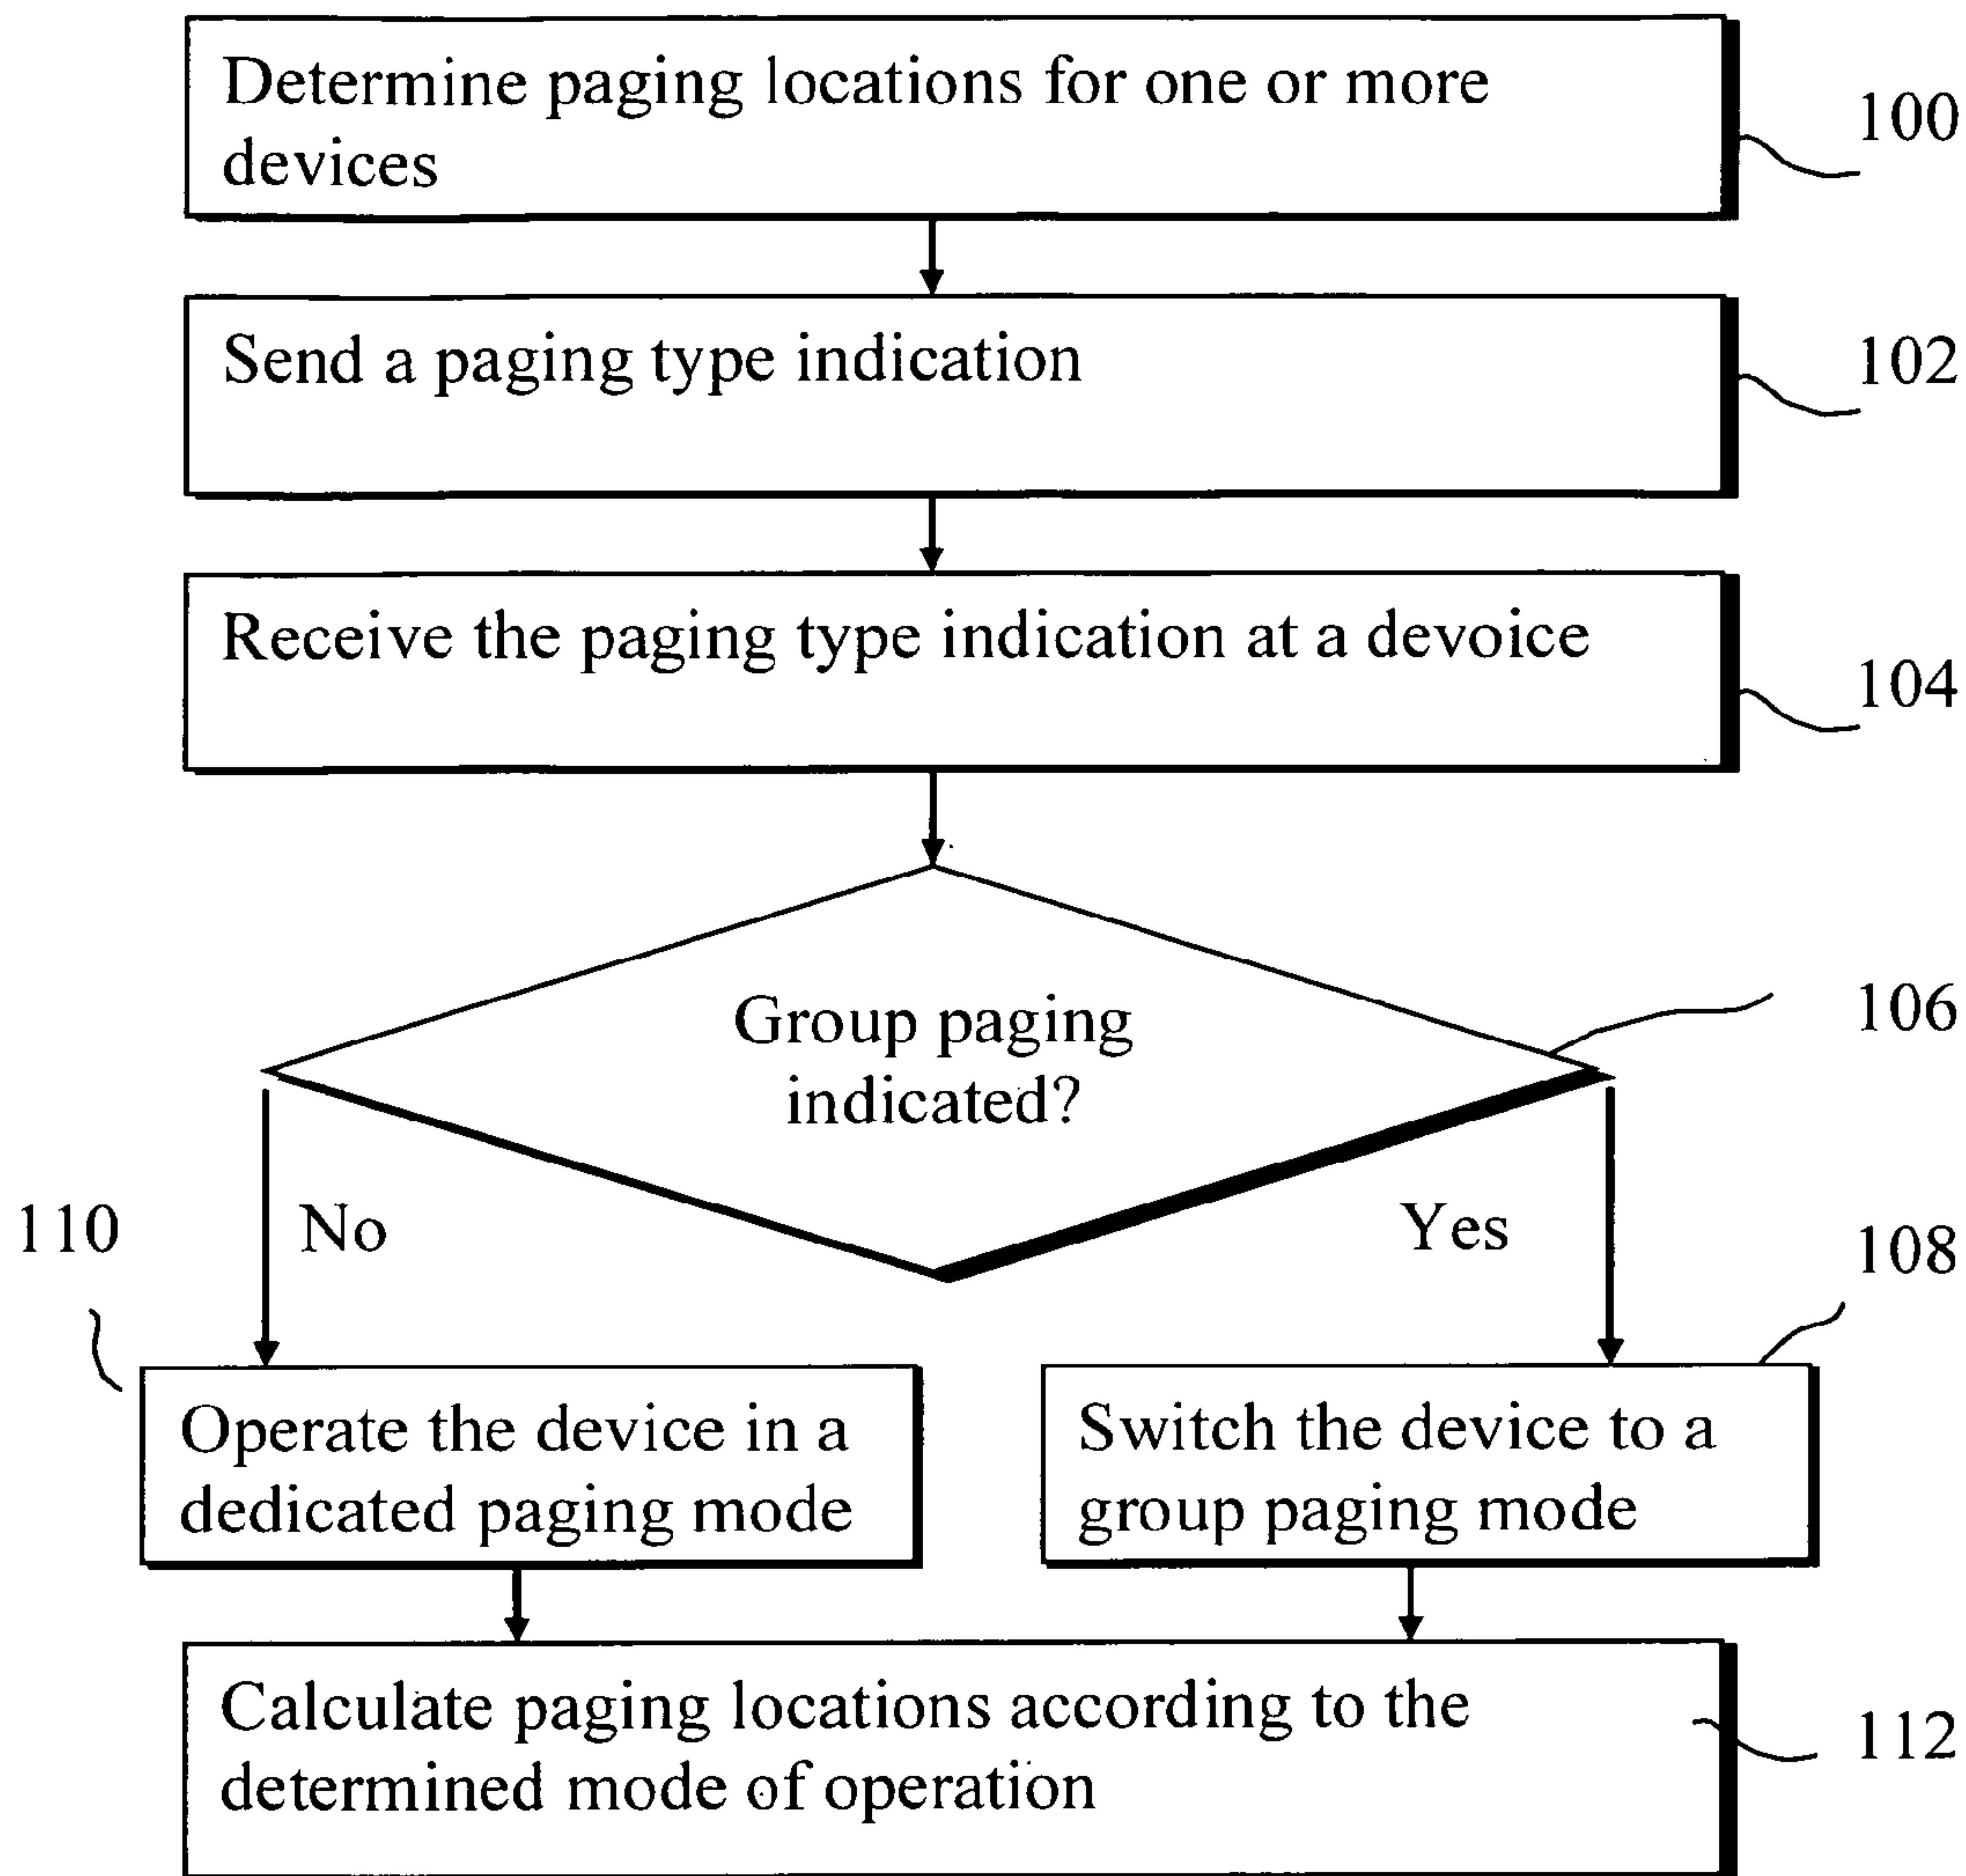 Determine paging locations for one or more
devices
100
Send a paging type indication
102
Receive the paging type indication at a devoice
104
Group paging
indicated?
106
No
Yes
110
108
Operate the device in a
dedicated paging mode
Switch the device to a
group paging mode
Calculate paging locations according to the
determined mode of operation
112